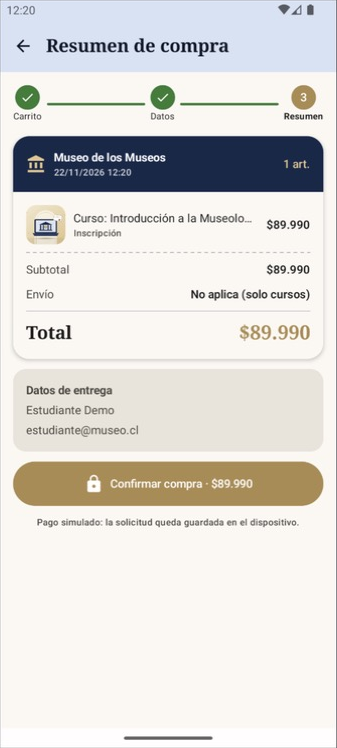 12:20
Resumen de compra
3
Carrito
Datos
Resumen
Museo de los Museos
22/11/2026 12:20
1 art.
Curso: Introducción a la Museolo...
Inscripción
$89.990
Subtotal
$89.990
Envío
No aplica (solo cursos)
Total
$89.990
Datos de entrega
Estudiante Demo
estudiante@museo.cl
Confirmar compra · $89.990
Pago simulado: la solicitud queda guardada en el dispositivo.